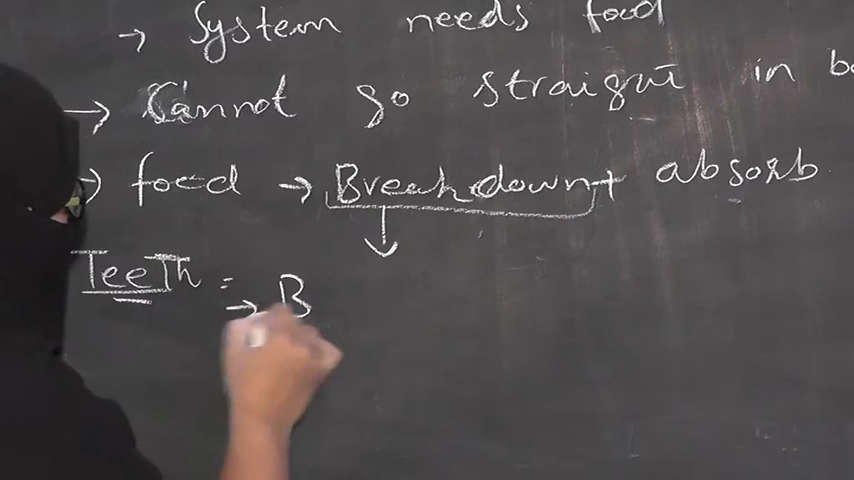 → System needs food
→ Cannot go straight in
→ food → Breakdown + absorb
TeeTh =
→ B